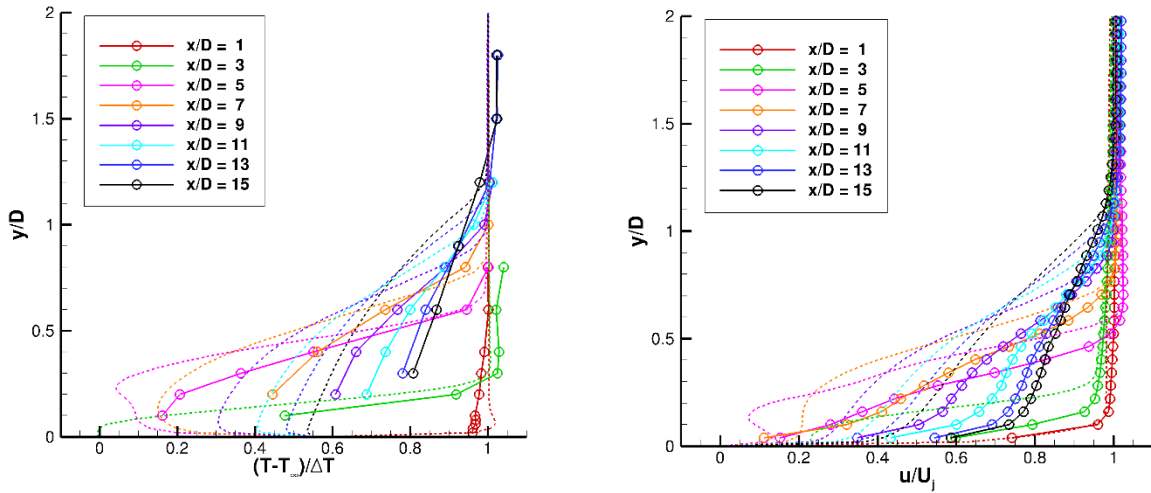 2
1.5
1
0.5
0
y/D
x/D = 1
x/D = 3
x/D = 5
x/D = 7
x/D = 9
x/D = 11
x/D = 13
x/D = 15
0 0.2 0.4 0.6 0.8 1
(T-T∞)/ΔT
2
1.5
1
0.5
0
y/D
x/D = 1
x/D = 3
x/D = 5
x/D = 7
x/D = 9
x/D = 11
x/D = 13
x/D = 15
0 0.2 0.4 0.6 0.8 1
u/Uj